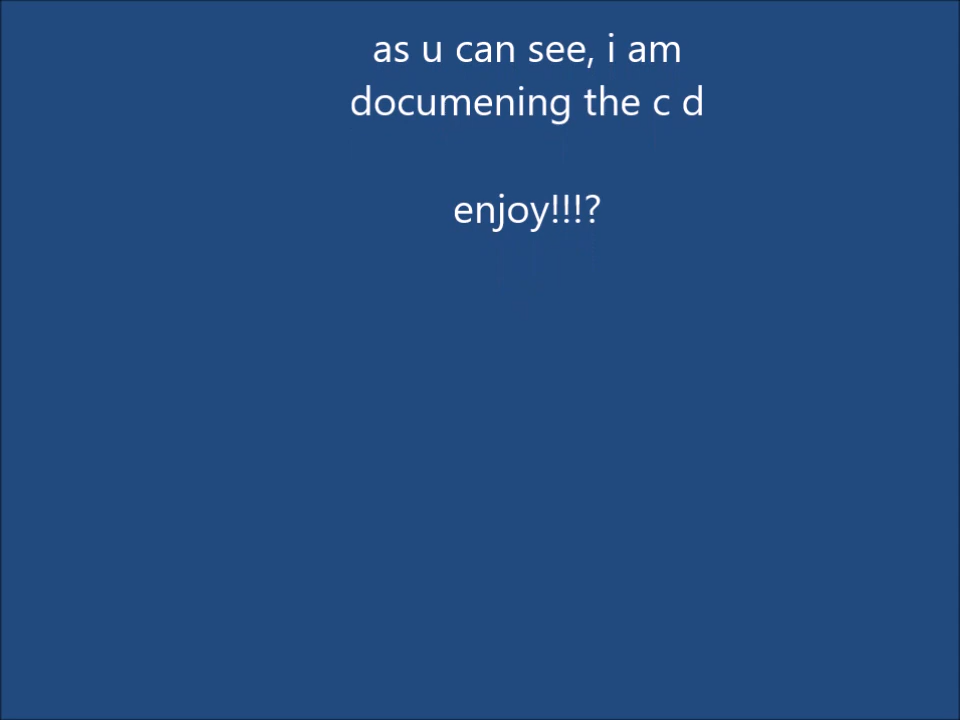 as u can see, i am
documening the c d
enjoy!!!?